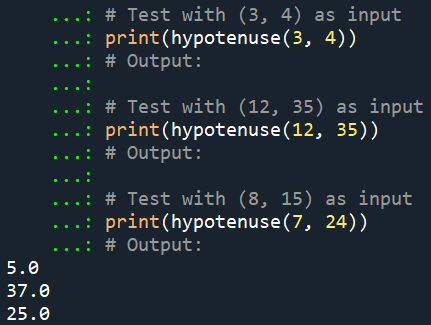 ...: # Test with (3, 4) as input
...: print(hypotenuse(3, 4))
...: # Output:
...:
...: # Test with (12, 35) as input
...: print(hypotenuse(12, 35))
...: # Output:
...:
...: # Test with (8, 15) as input
...: print(hypotenuse(7, 24))
...: # Output:
5.0
37.0
25.0